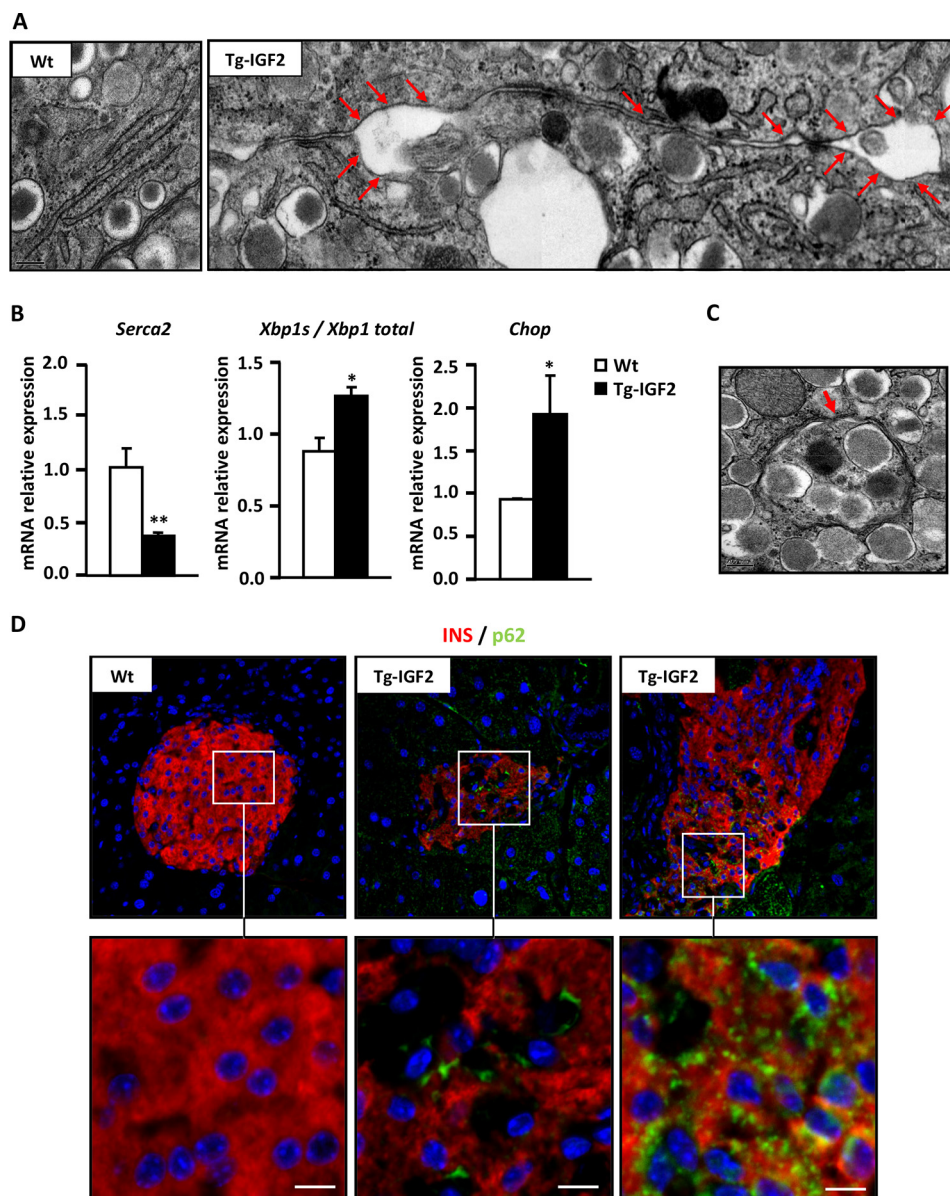 A
Wt
Tg-IGF2
B
Serca2
Xbp1s / Xbp1 total
Chop
C
mRNA relative expression
2.0
1.5
1.0
0.5
0.0
**
mRNA relative expression
1.5
1.0
0.5
0.0
*
mRNA relative expression
2.5
2.0
1.5
1.0
0.5
0.0
*
Wt
Tg-IGF2
D
INS / p62
Wt
Tg-IGF2
Tg-IGF2